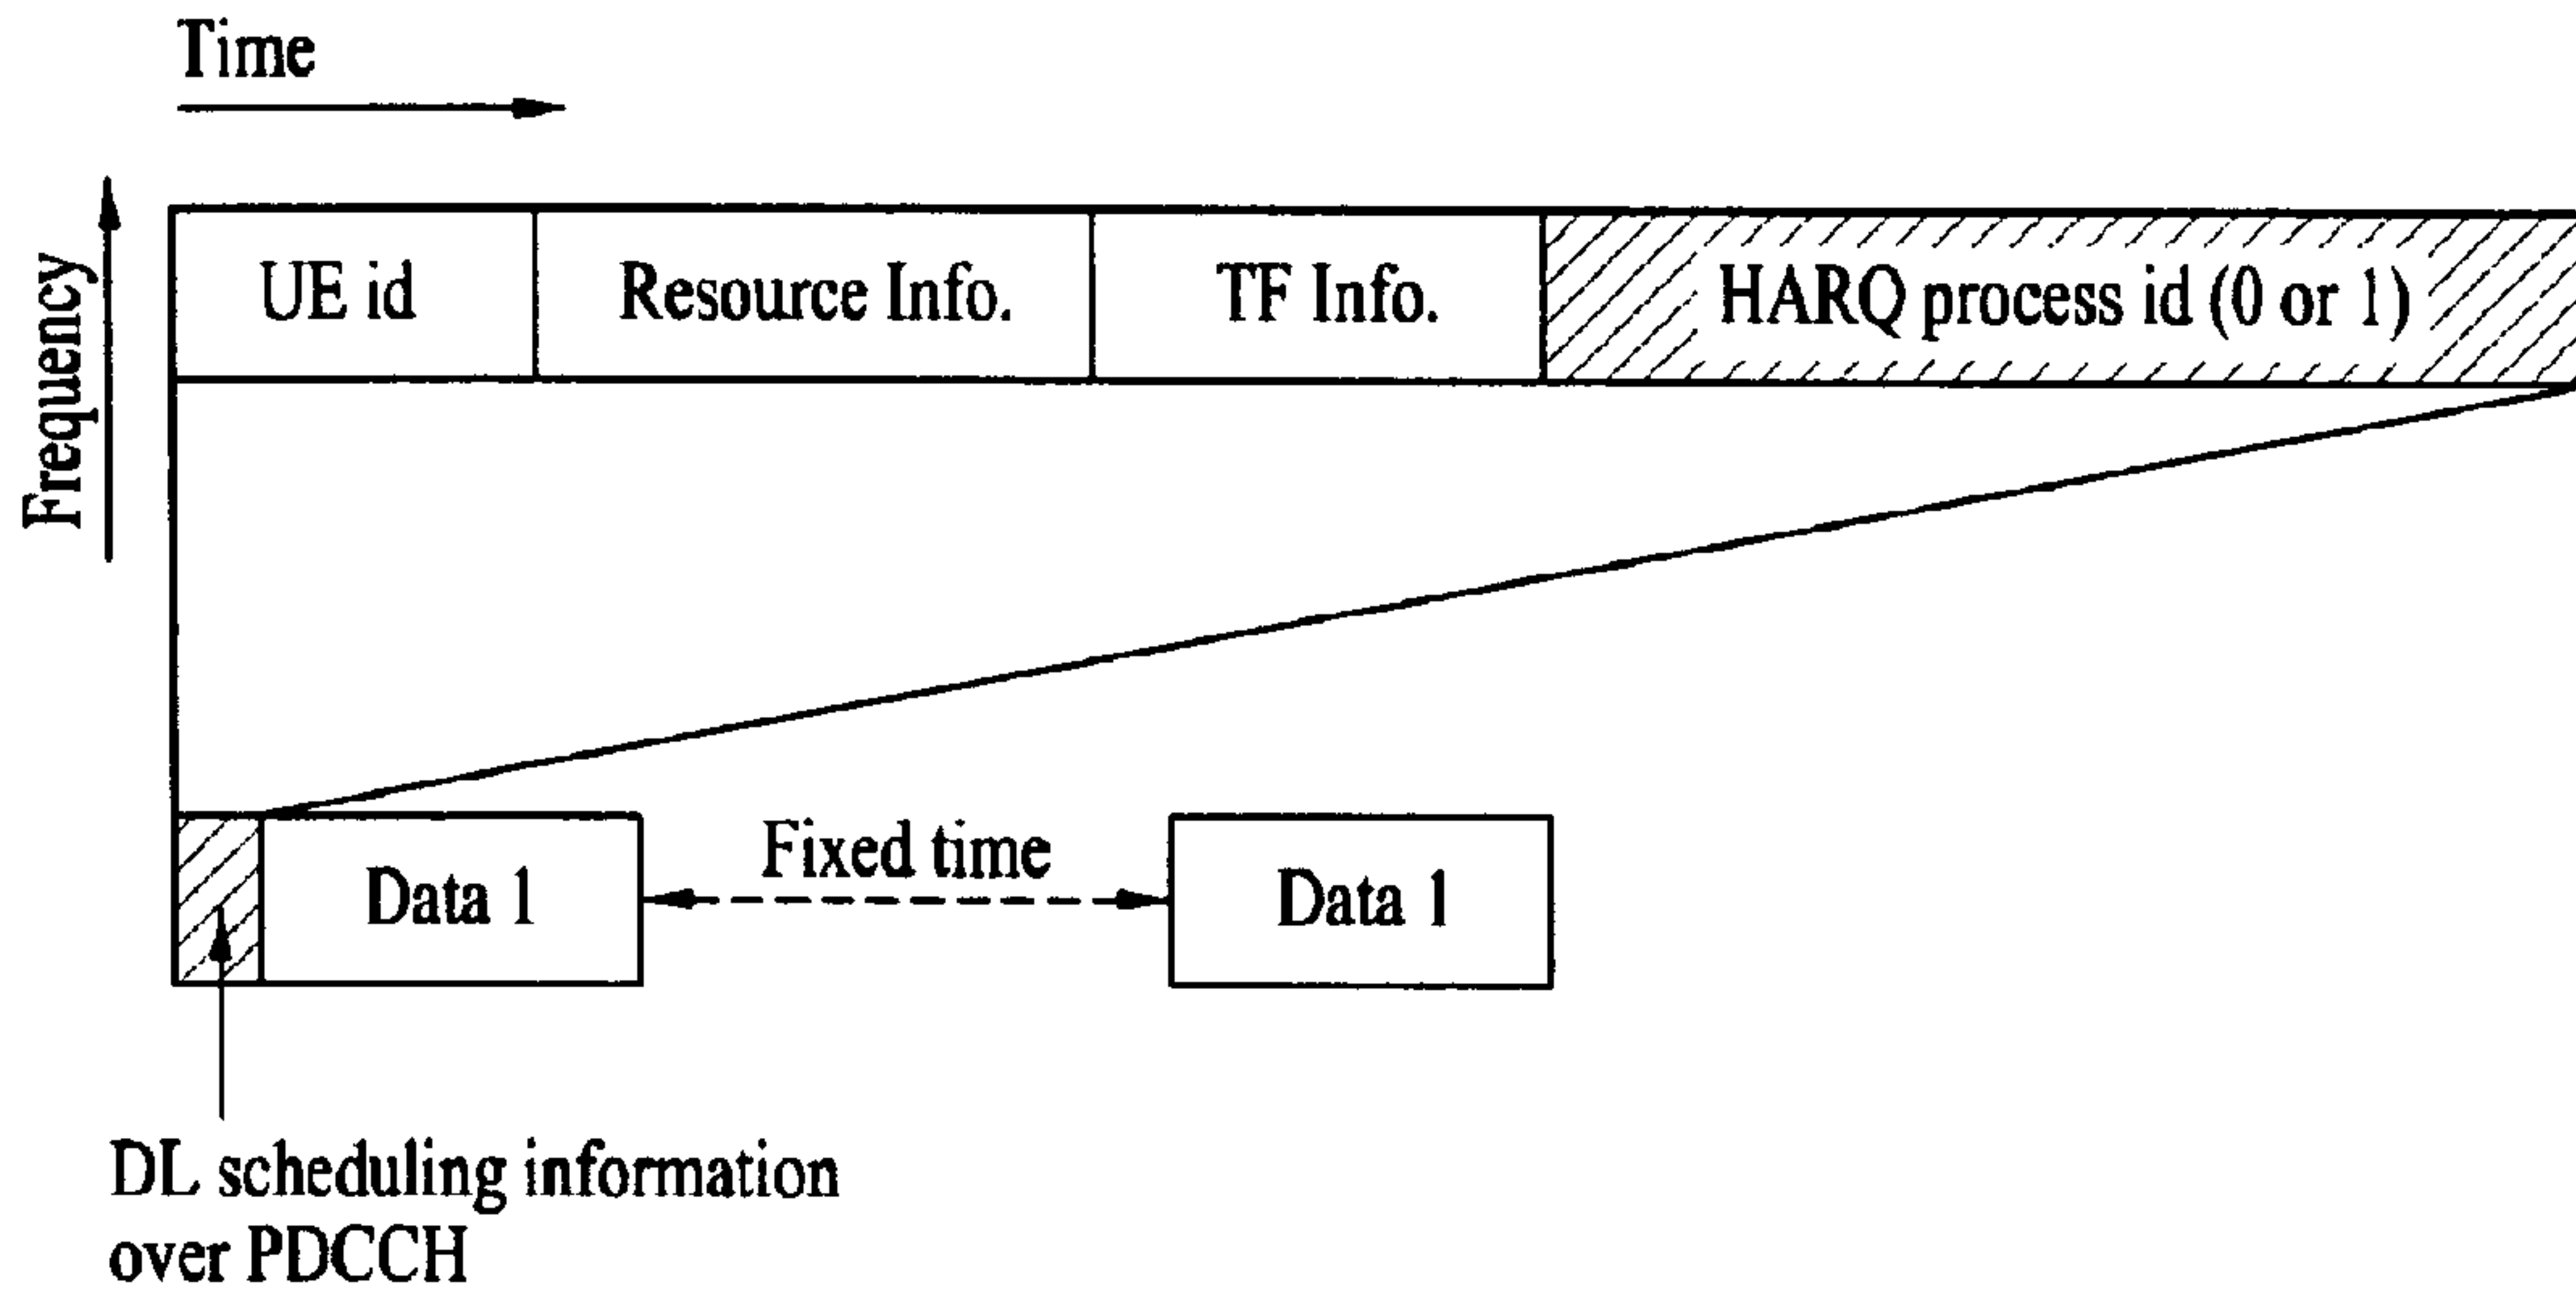 Time
Frequency
UE id
Resource Info.
TF Info.
HARQ process id (0 or 1)
Data 1
Fixed time
Data 1
DL scheduling information
over PDCCH